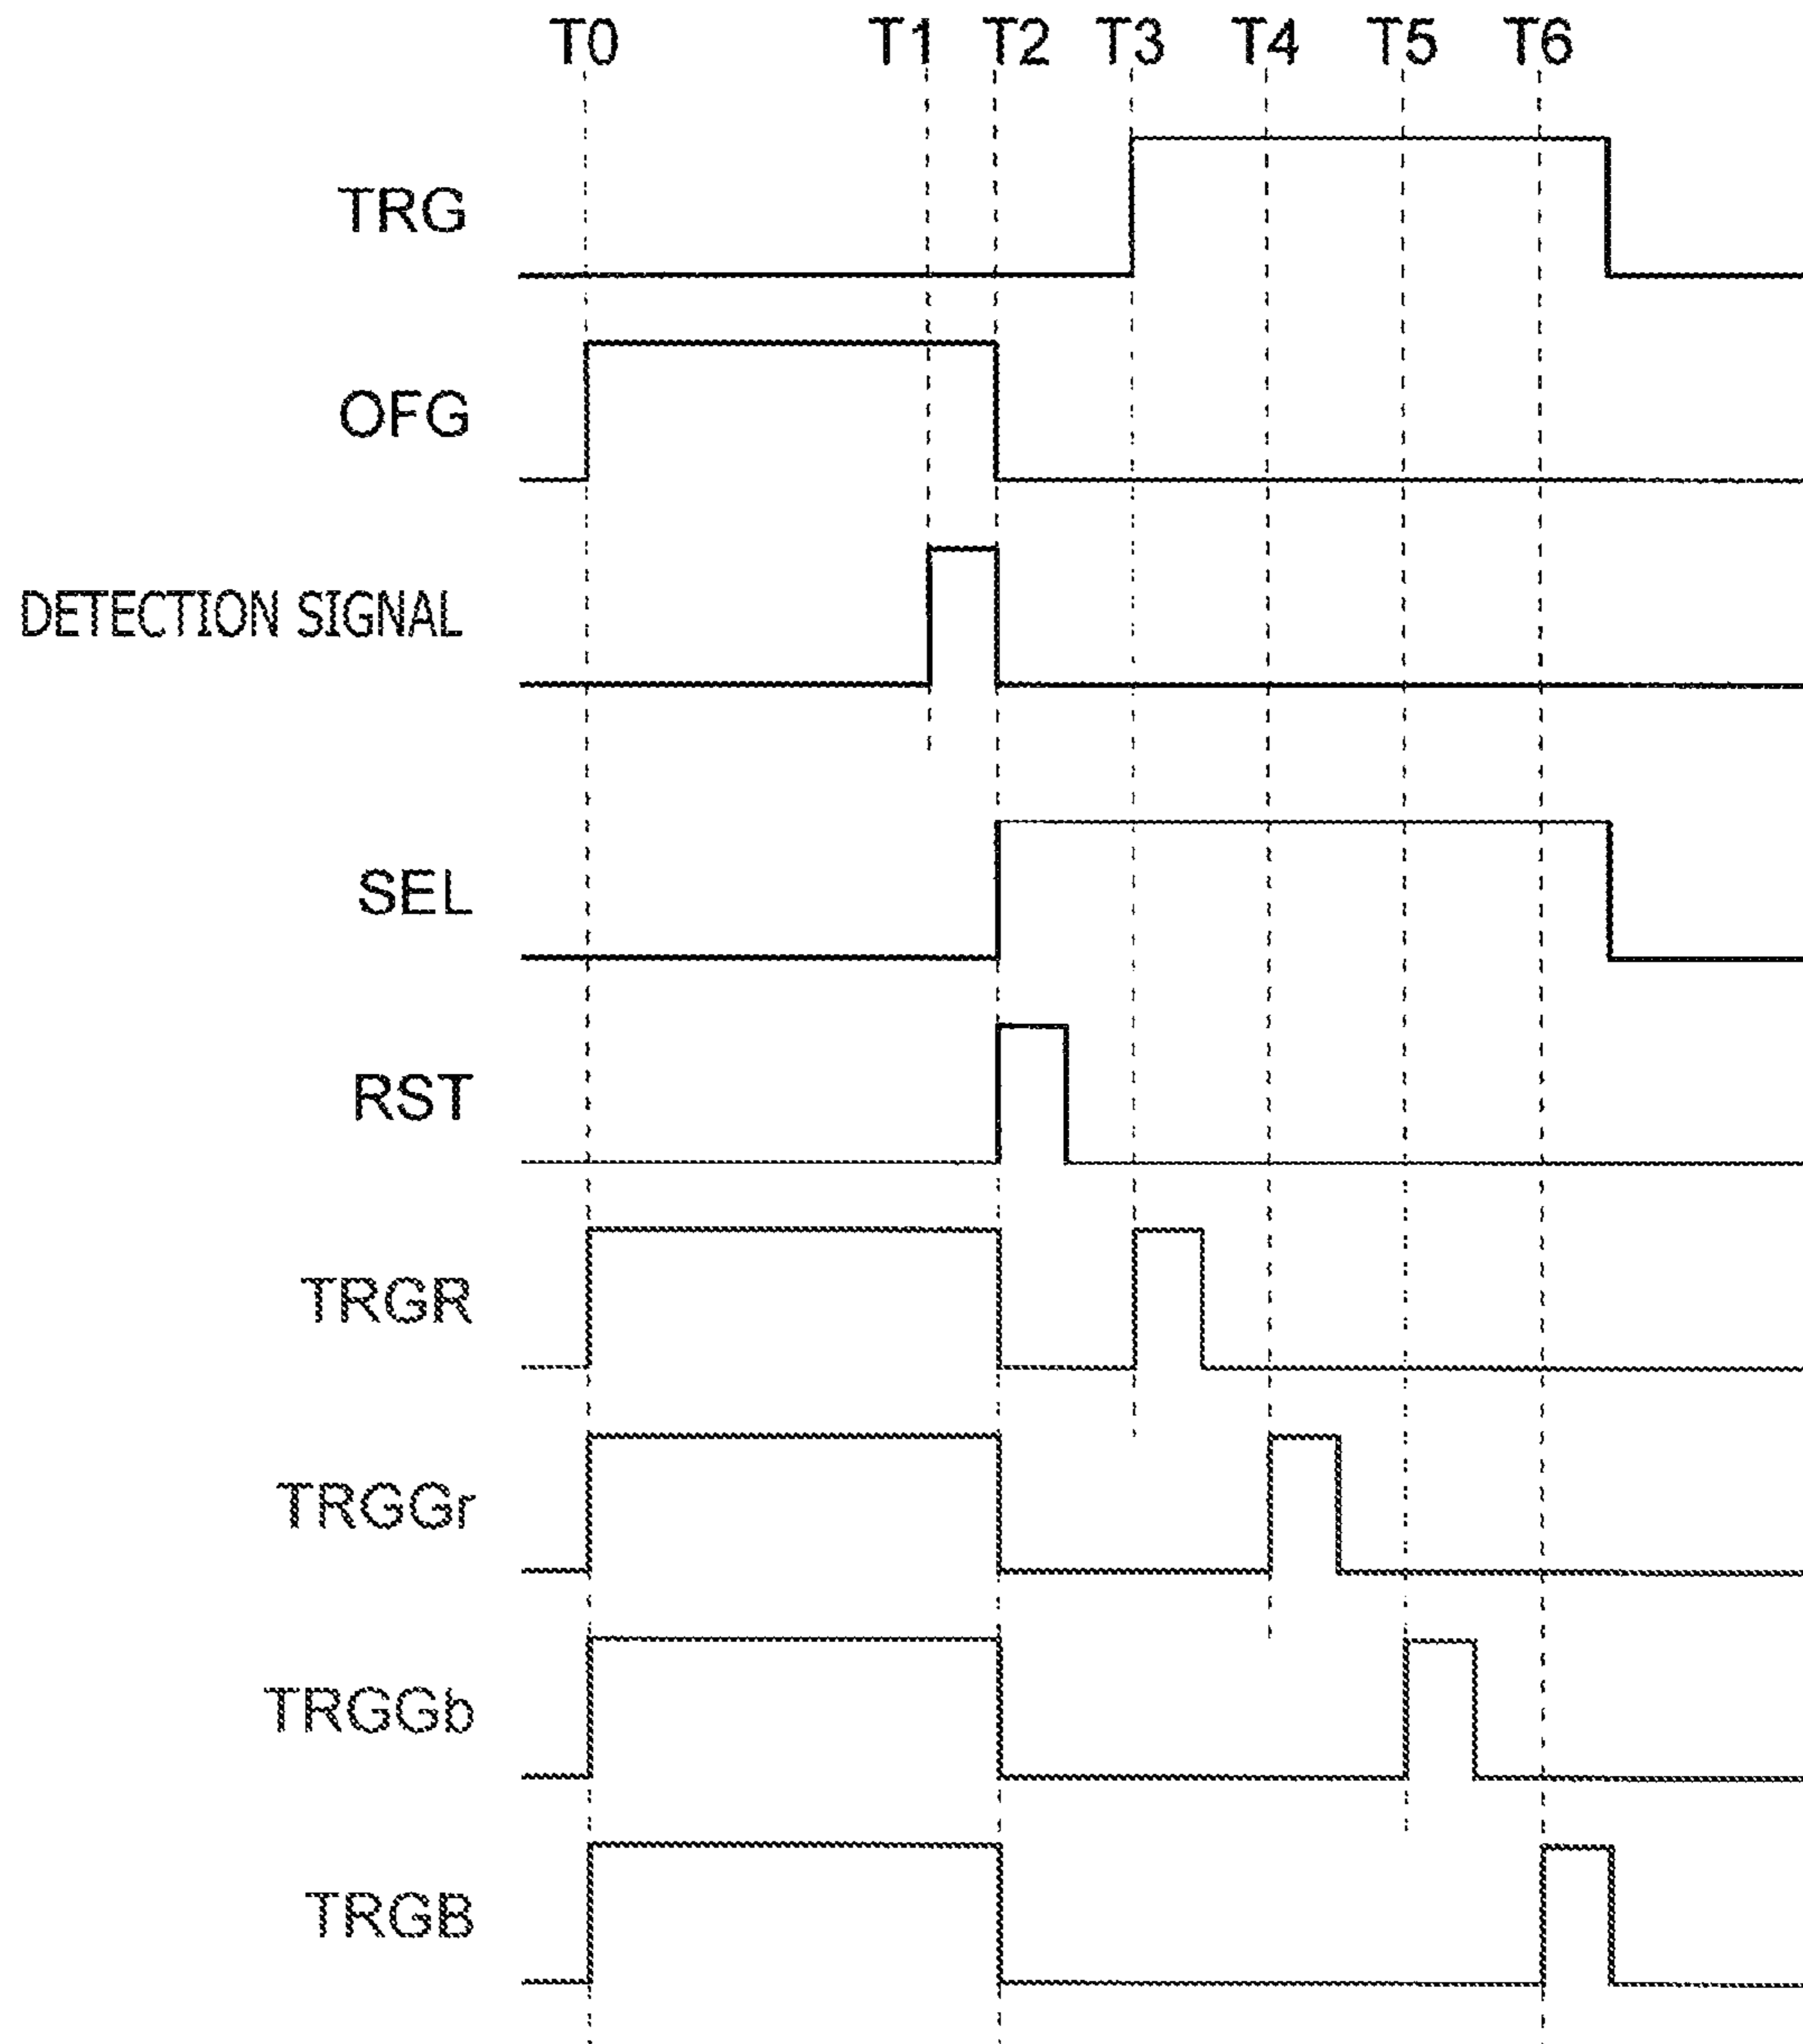 T0 T1 T2 T3 T4 T5 T6
TRG
OFG
DETECTION SIGNAL
SEL
RST
TRGR
TRGGr
TRGGb
TRGB